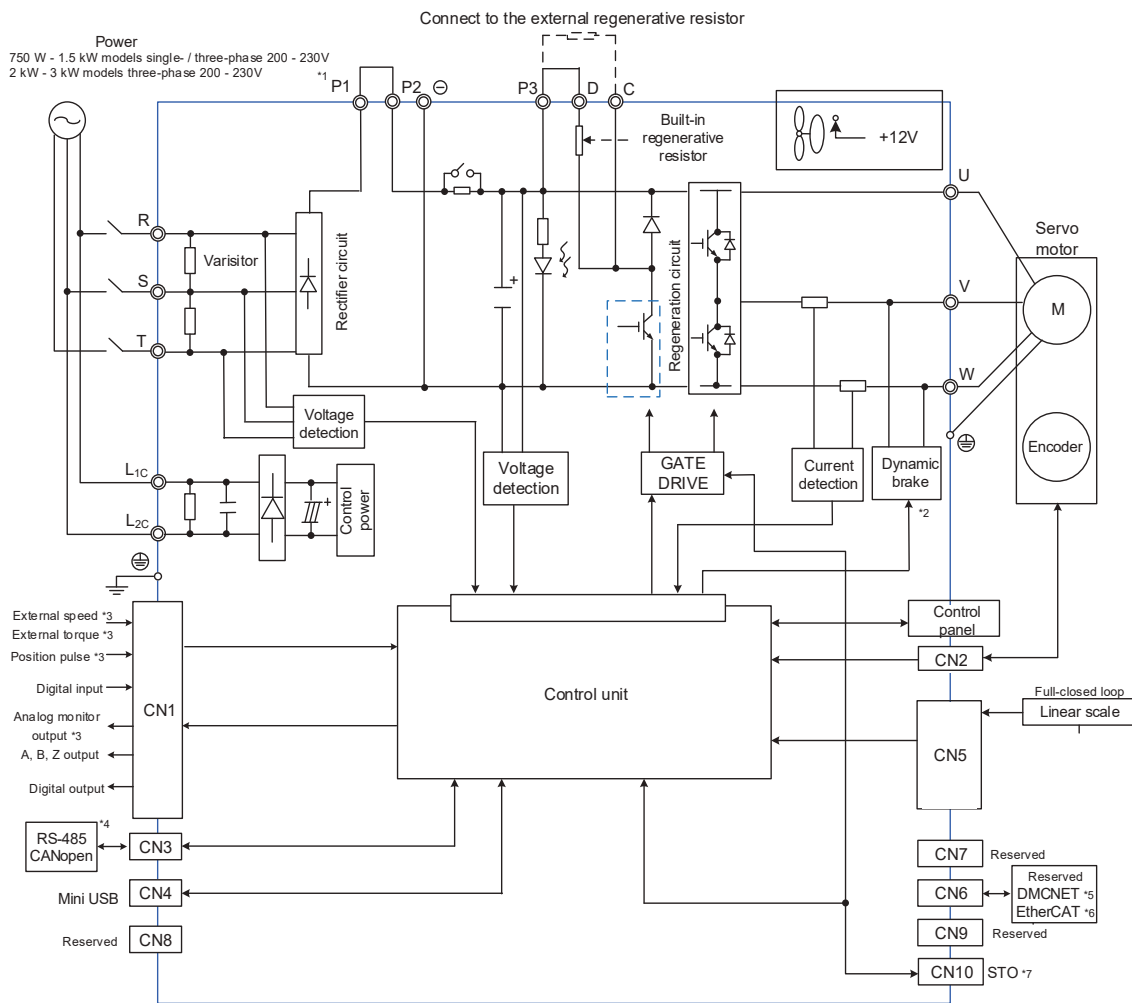 Connect to the external regenerative resistor
Power
750 W - 1.5 kW models single- / three-phase 200 - 230V
2 kW - 3 kW models three-phase 200 - 230V
*1
P1
P2
⊖
P3
D
C
Built-in
regenerative
resistor
+12V
U
R
Varisitor
S
T
Rectifier circuit
+
Regeneration circuit
Servo
motor
V
M
W
Voltage
detection
Voltage
detection
GATE
DRIVE
Current
detection
Dynamic
brake
*2
Encoder
L1C
L2C
+
Control
power
External speed *3
External torque *3
Position pulse *3
Digital input
Analog monitor
output *3
A, B, Z output
Digital output
CN1
Control unit
Control
panel
CN2
Full-closed loop
Linear scale
CN5
RS-485
CANopen
*4
CN3
Mini USB
CN4
Reserved
CN8
CN7
Reserved
CN6
Reserved
DMCNET *5
EtherCAT *6
CN9
Reserved
CN10
STO *7